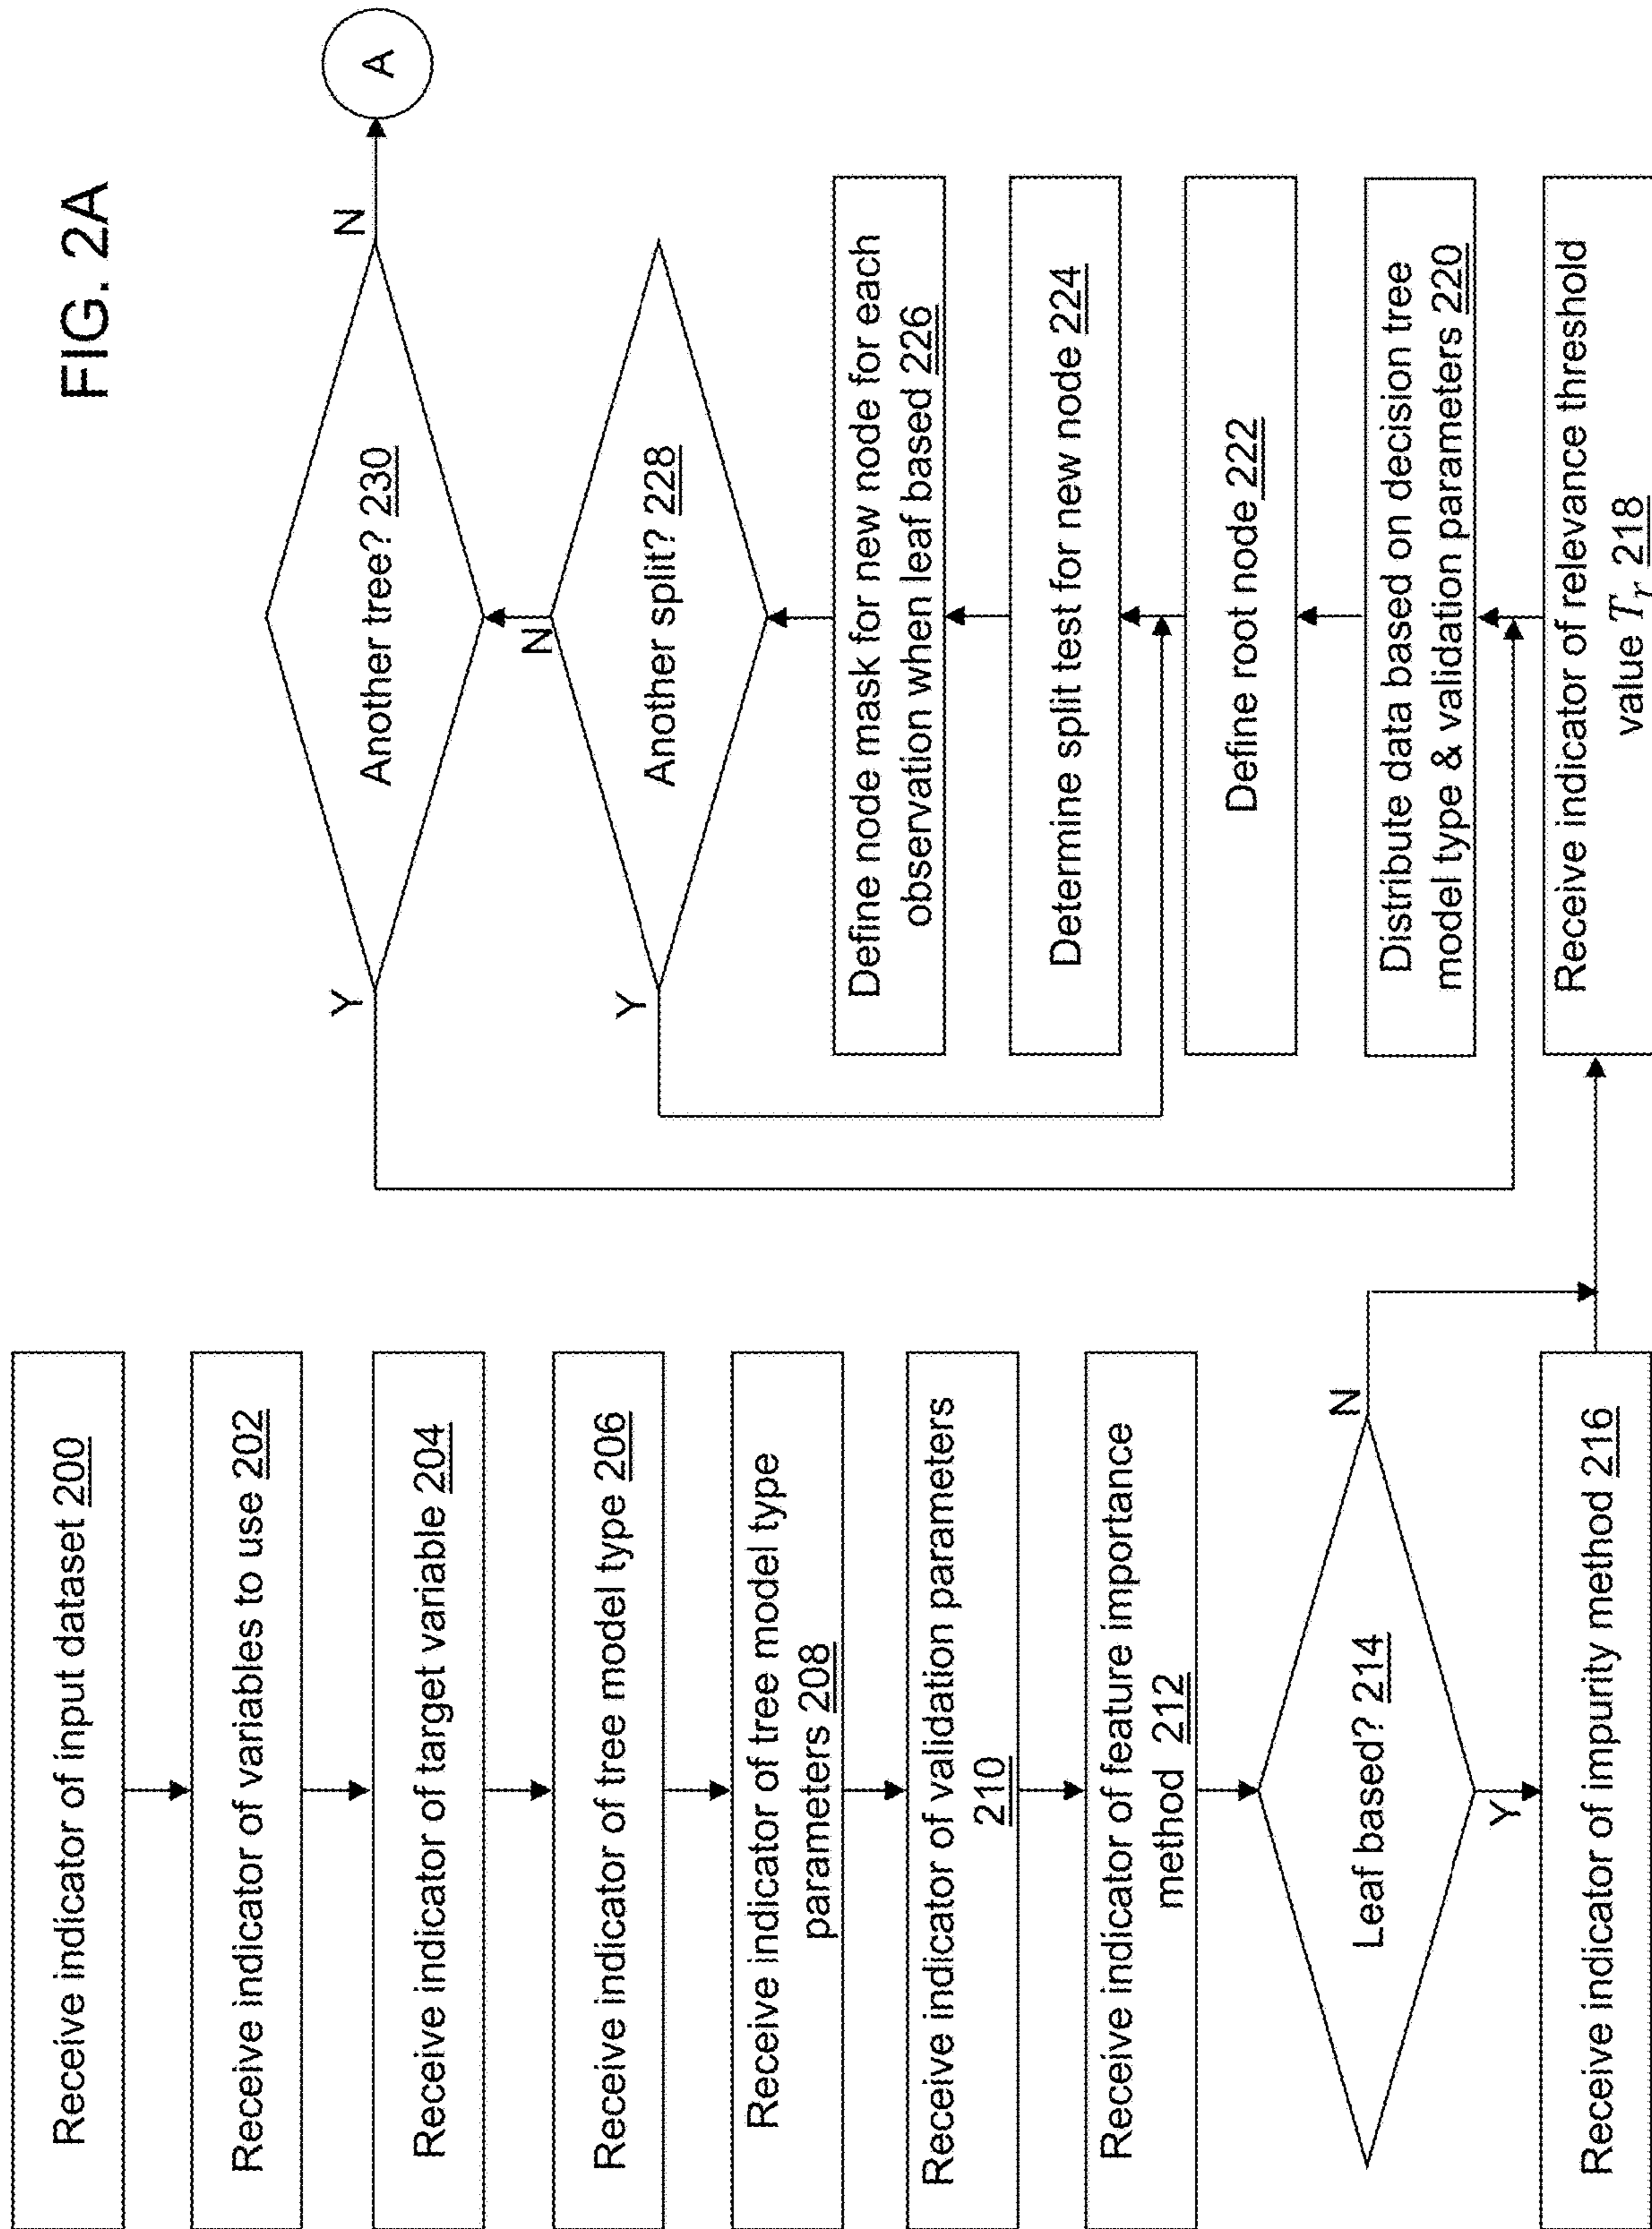 FIG. 2A
Receive indicator of input dataset 200
Receive indicator of variables to use 202
Receive indicator of target variable 204
Receive indicator of tree model type 206
Receive indicator of tree model type
parameters 208
Receive indicator of validation parameters
210
Receive indicator of feature importance
method 212
Leaf based? 214
N
Y
Receive indicator of impurity method 216
Receive indicator of relevance threshold
value Tr 218
Distribute data based on decision tree
model type & validation parameters 220
Define root node 222
Determine split test for new node 224
Define node mask for new node for each
observation when leaf based 226
Another split? 228
Y
N
Another tree? 230
Y
N
A